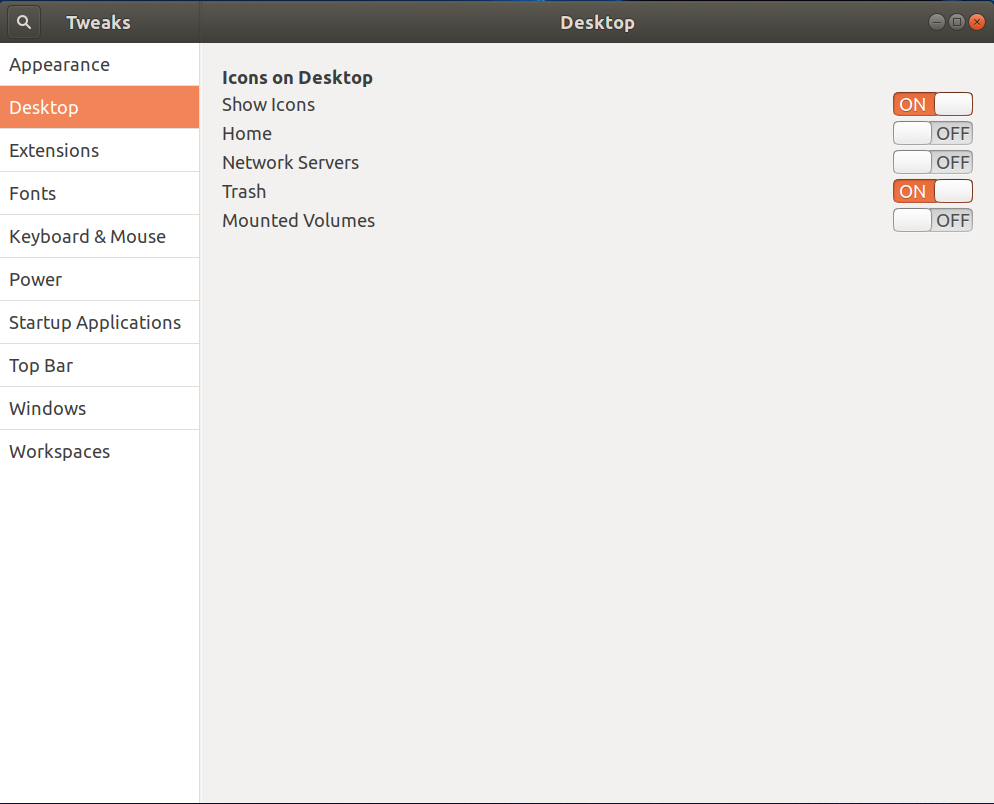 Tweaks
Desktop
Appearance
Desktop
Extensions
Fonts
Keyboard & Mouse
Power
Startup Applications
Top Bar
Windows
Workspaces
Icons on Desktop
Show Icons ON
Home OFF
Network Servers OFF
Trash ON
Mounted Volumes OFF